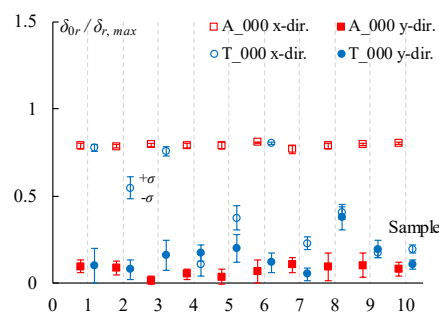 1.5
δ0r / δr, max
A_000 x-dir. A_000 y-dir.
T_000 x-dir. T_000 y-dir.
1
+σ
-σ
0.5
Sample
0
0 1 2 3 4 5 6 7 8 9 10